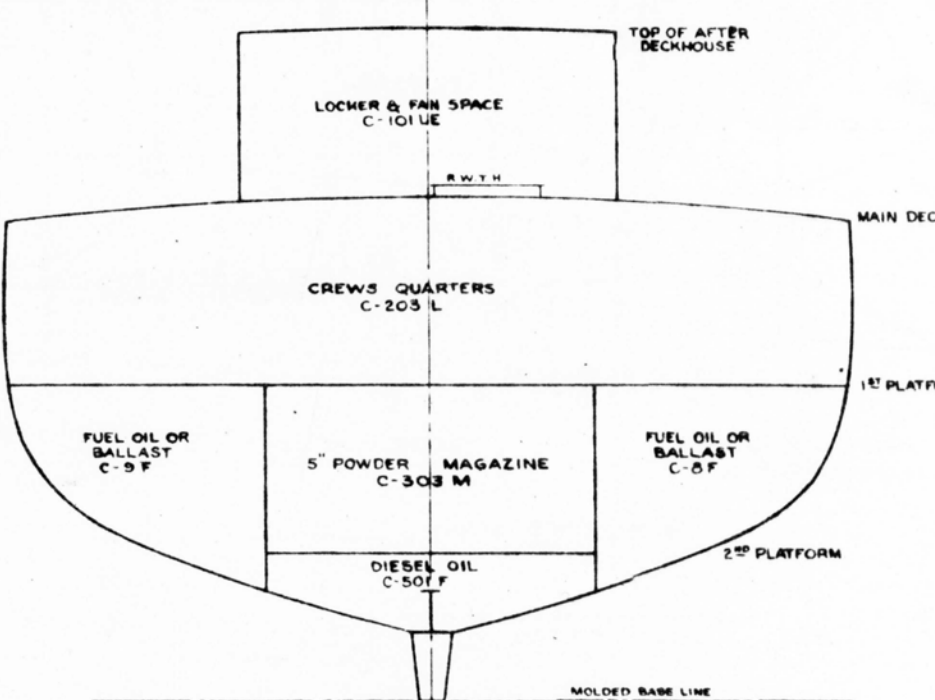 TOP OF AFTER
DECKHOUSE
LOCKER & FAN SPACE
C-101 UE
R.W.T.H
MAIN DEC
CREWS QUARTERS
C-203 L
1ST PLATF
FUEL OIL OR
BALLAST
C-9 F
5" POWDER MAGAZINE
C-303 M
FUEL OIL OR
BALLAST
C-8 F
2ND PLATFORM
DIESEL OIL
C-501 F
MOLDED BASE LINE